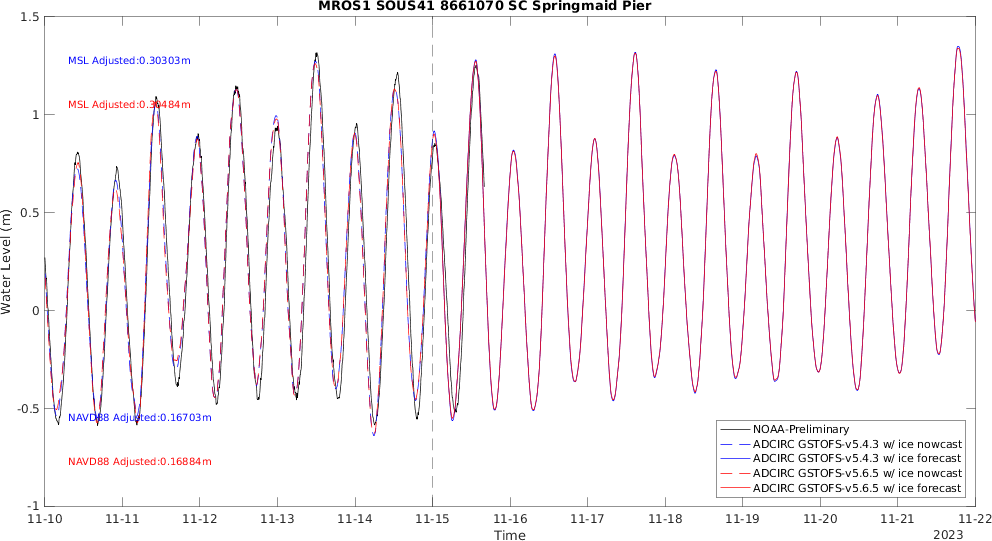 MROS1 SOUS41 8661070 SC Springmaid Pier
1.5
1
0.5
0
-0.5
-1
Water Level (m)
MSL Adjusted:0.30303m
MSL Adjusted:0.30484m
NAVD88 Adjusted:0.16703m
NAVD88 Adjusted:0.16884m
NOAA-Preliminary
ADCIRC GSTOFS-v5.4.3 w/ ice nowcast
ADCIRC GSTOFS-v5.4.3 w/ ice forecast
ADCIRC GSTOFS-v5.6.5 w/ ice nowcast
ADCIRC GSTOFS-v5.6.5 w/ ice forecast
11-10 11-11 11-12 11-13 11-14 11-15 11-16 11-17 11-18 11-19 11-20 11-21 11-22
Time
2023